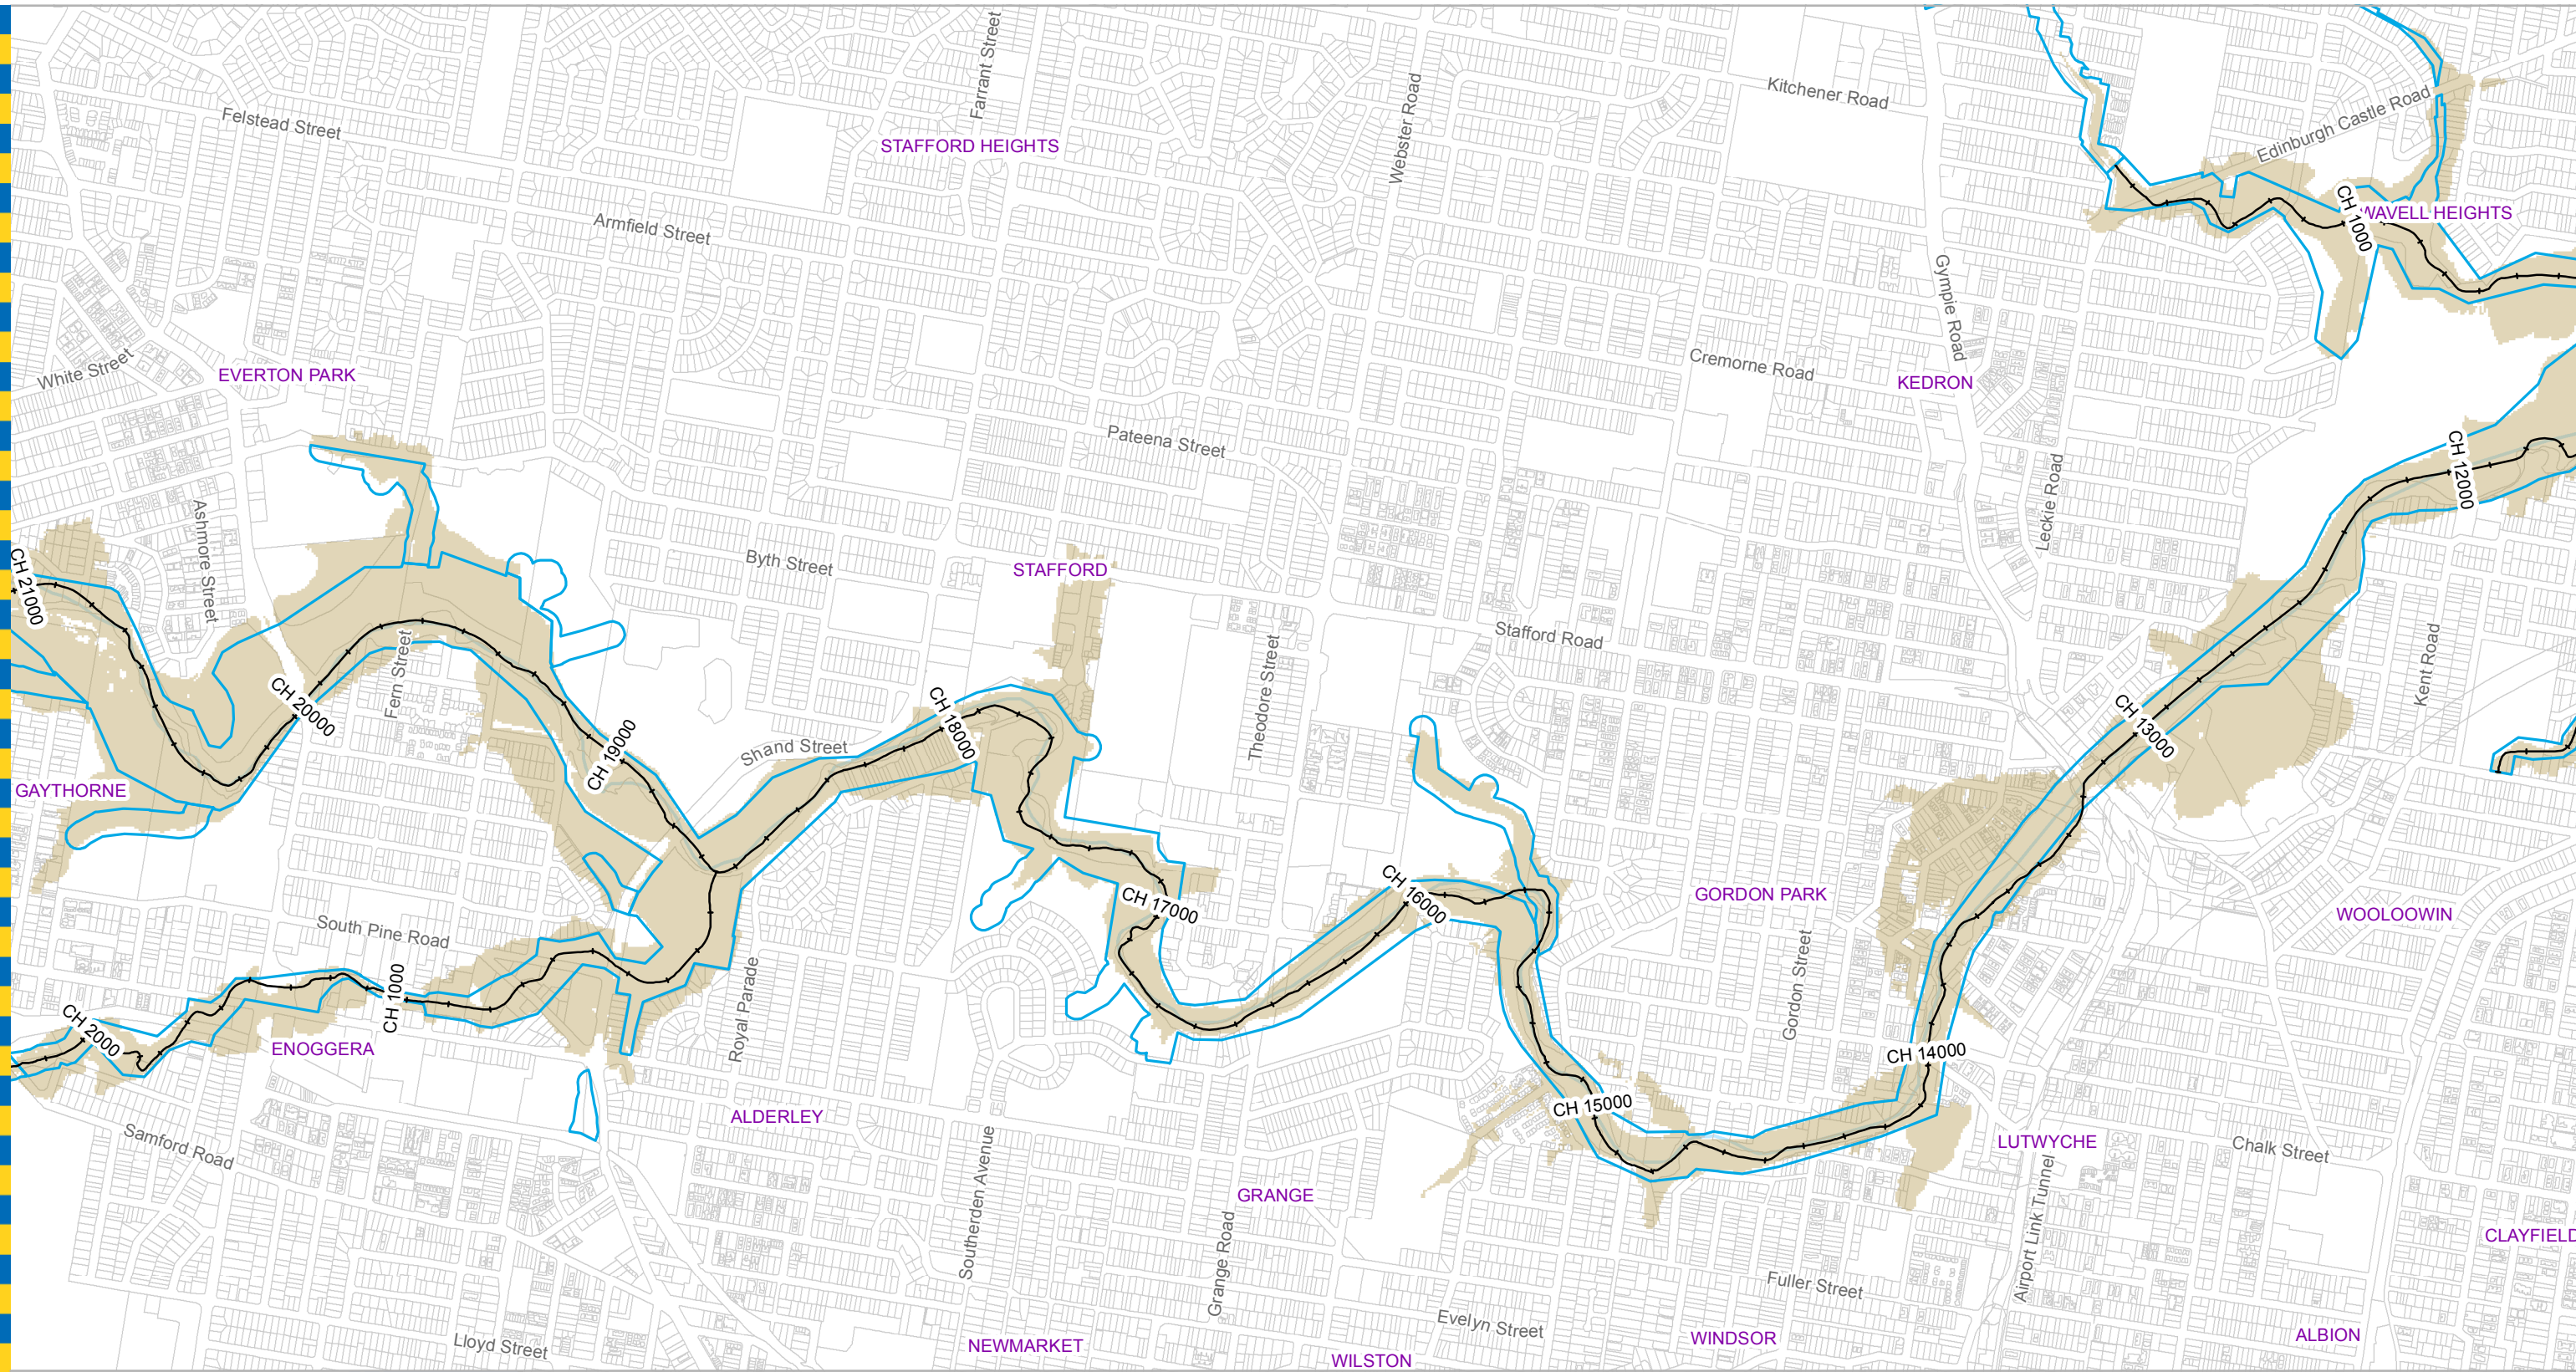 Farrant Street
Felstead Street
Kitchener Road
Webster Road
Edinburgh Castle Road
STAFFORD HEIGHTS
CH 1000
WAVELL HEIGHTS
Armfield Street
Gympie Road
White Street
EVERTON PARK
Cremorne Road
KEDRON
Pateena Street
CH 12000
Leckie Road
Ashmore Street
Byth Street
STAFFORD
CH 21000
Stafford Road
Fern Street
Theodore Street
Kent Road
CH 20000
CH 18000
CH 13000
CH 19000
Shand Street
GAYTHORNE
CH 16000
GORDON PARK
CH 17000
WOOLOOWIN
South Pine Road
Gordon Street
CH 1000
Royal Parade
CH 2000
ENOGGERA
CH 14000
CH 15000
ALDERLEY
Samford Road
LUTWYCHE
Chalk Street
Southerden Avenue
GRANGE
Airport Link Tunnel
CLAYFIELD
Grange Road
Fuller Street
Evelyn Street
Lloyd Street
NEWMARKET
WINDSOR
ALBION
WILSTON